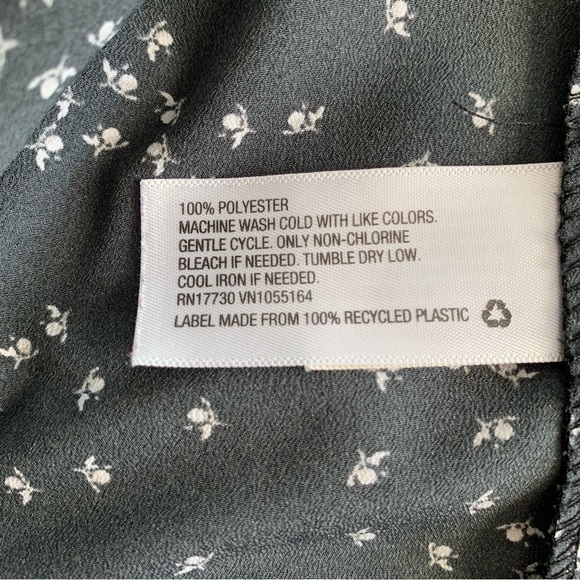 100% POLYESTER
MACHINE WASH COLD WITH LIKE COLORS.
GENTLE CYCLE. ONLY NON-CHLORINE
BLEACH IF NEEDED. TUMBLE DRY LOW.
COOL IRON IF NEEDED.
RN17730 VN1055164
LABEL MADE FROM 100% RECYCLED PLASTIC